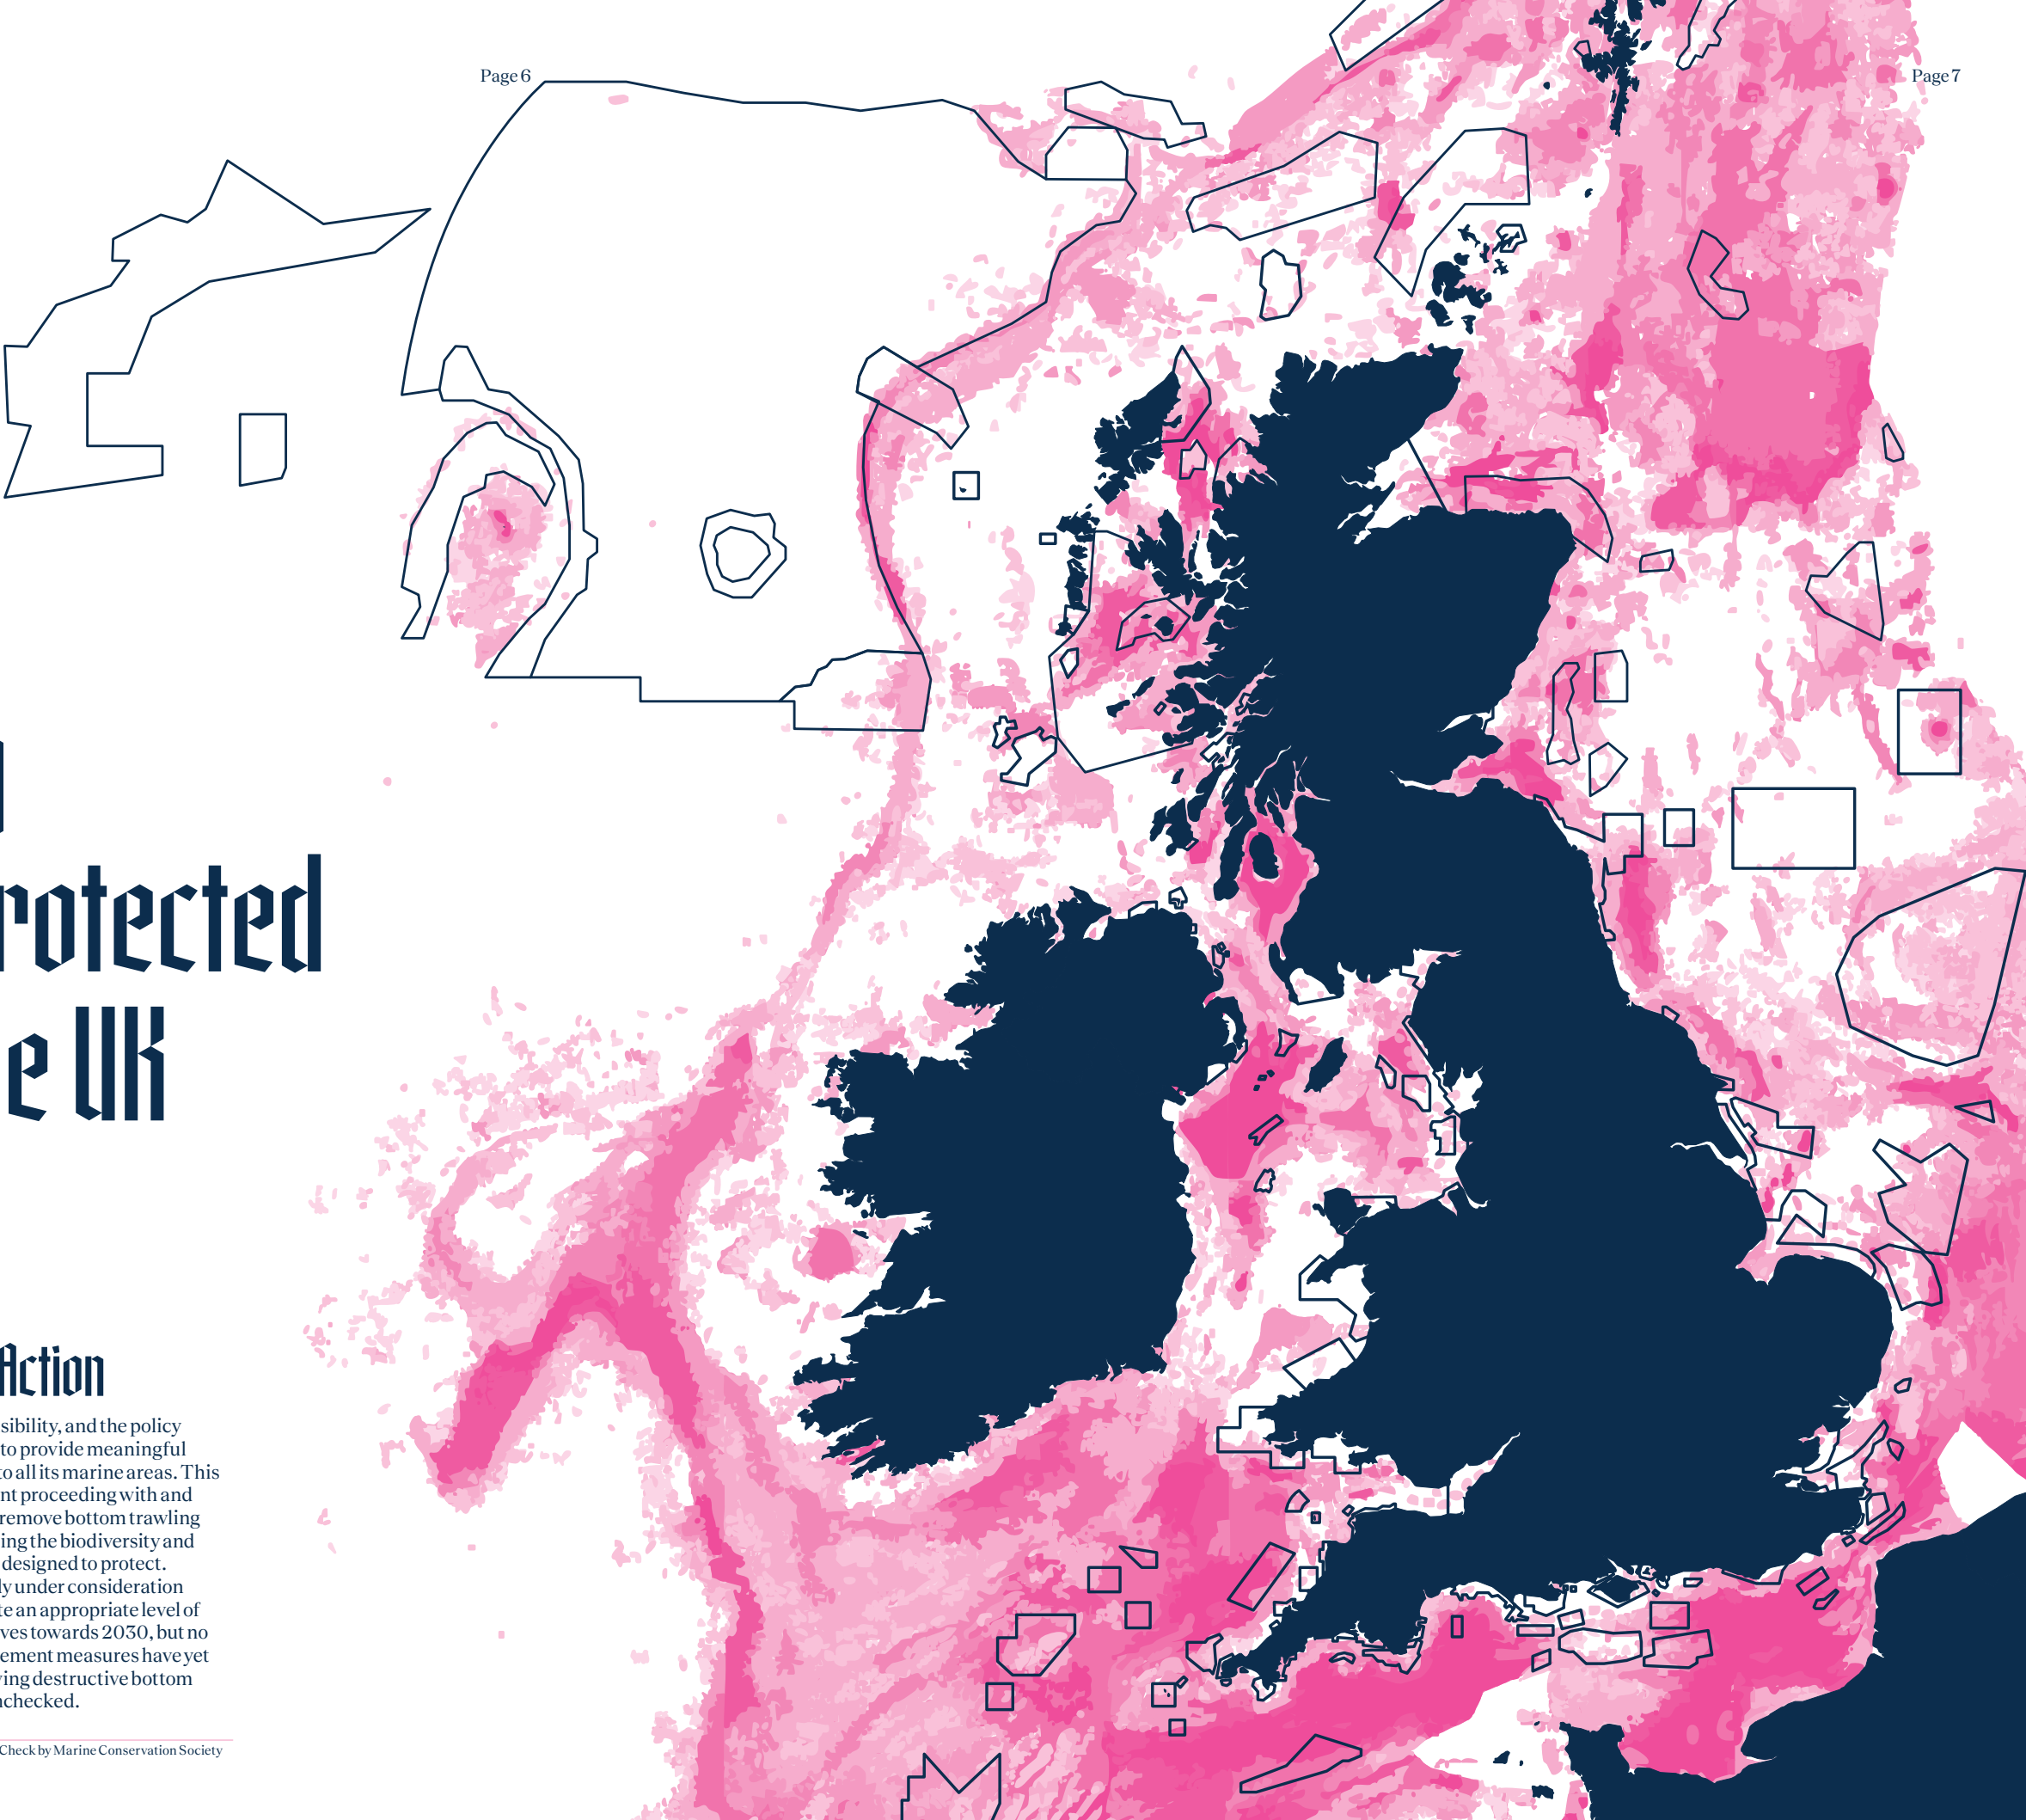 Page 6
Page 7
rotected
e UK
Action
sibility, and the policy
to provide meaningful
to all its marine areas. This
nt proceeding with and
remove bottom trawling
ing the biodiversity and
designed to protect.
ly under consideration
te an appropriate level of
ves towards 2030, but no
ement measures have yet
ving destructive bottom
nchecked.
Check by Marine Conservation Society